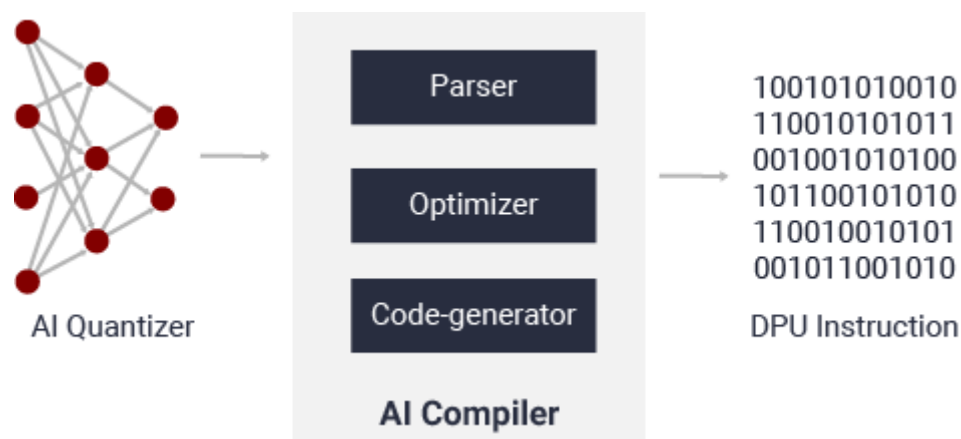 AI Quantizer
Parser
Optimizer
Code-generator
AI Compiler
100101010010
110010101011
001001010100
101100101010
110010010101
001011001010
DPU Instruction